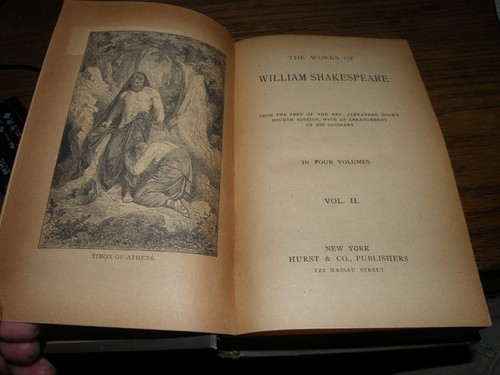 TIMON OF ATHENS.
THE WORKS OF
WILLIAM SHAKESPEARE
FROM THE TEXT OF THE REV. ALEXANDER DYCE'S
FOURTH EDITION, WITH AN ARRANGEMENT
OF HIS GLOSSARY.
IN FOUR VOLUMES
VOL. II.
NEW YORK
HURST & CO., PUBLISHERS
122 NASSAU STREET